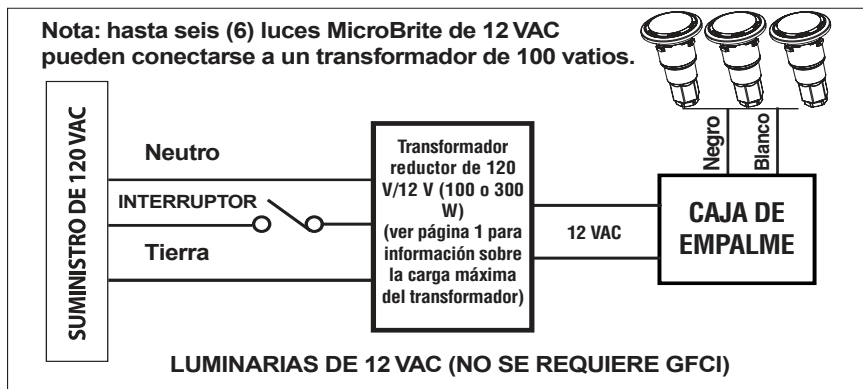 Nota: hasta seis (6) luces MicroBrite de 12 VAC
pueden conectarse a un transformador de 100 vatios.
SUMINISTRO DE 120 VAC
Neutro
INTERRUPTOR
Tierra
Transformador
reductor de 120
V/12 V (100 o 300
W)
(ver página 1 para
información sobre
la carga máxima
del transformador)
12 VAC
Negro
Blanco
CAJA DE
EMPALME
LUMINARIAS DE 12 VAC (NO SE REQUIERE GFCI)